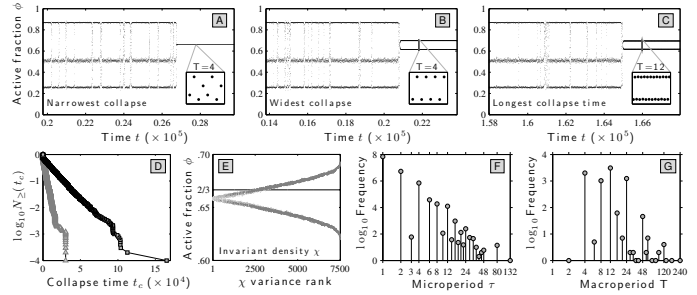 A
B
C
Active fraction ϕ
1
0.8
0.6
0.4
0.2
0
T=4
Narrowest collapse
0.2
0.22
0.24
0.26
0.28
Time t (×10⁵)
1
0.8
0.6
0.4
0.2
0
T=4
Widest collapse
0.14
0.16
0.18
0.2
0.22
Time t (×10⁵)
1
0.8
0.6
0.4
0.2
0
T=12
Longest collapse time
1.58
1.6
1.62
1.64
1.66
Time t (×10⁵)
D
log₁₀N≥(t_c)
0
−1
−2
−3
−4
0
5
10
15
Collapse time t_c (×10⁴)
E
Active fraction ϕ
.70
2/3
.65
.60
Invariant density χ
1
2500
5000
7500
χ variance rank
F
log₁₀Frequency
8
6
4
2
0
1
2
3 4
6 8
12
24
48
80
132
Microperiod τ
G
log₁₀Frequency
4
3
2
1
0
2
4
8
12
24
48
120
240
Macroperiod T